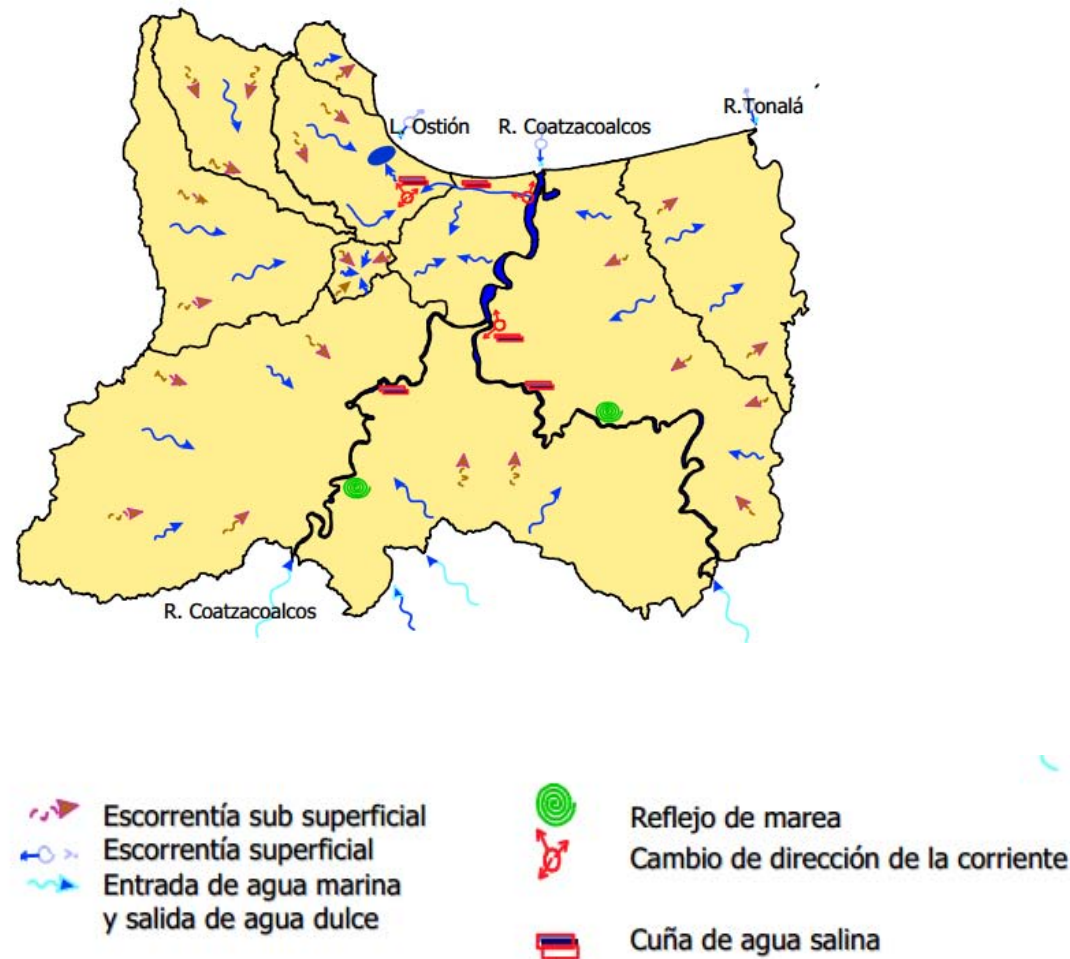 L. Ostión
R. Coatzacoalcos
R.Tonalá
R. Coatzacoalcos
Escorrentía sub superficial
Escorrentía superficial
Entrada de agua marina
y salida de agua dulce
Reflejo de marea
Cambio de dirección de la corriente
Cuña de agua salina